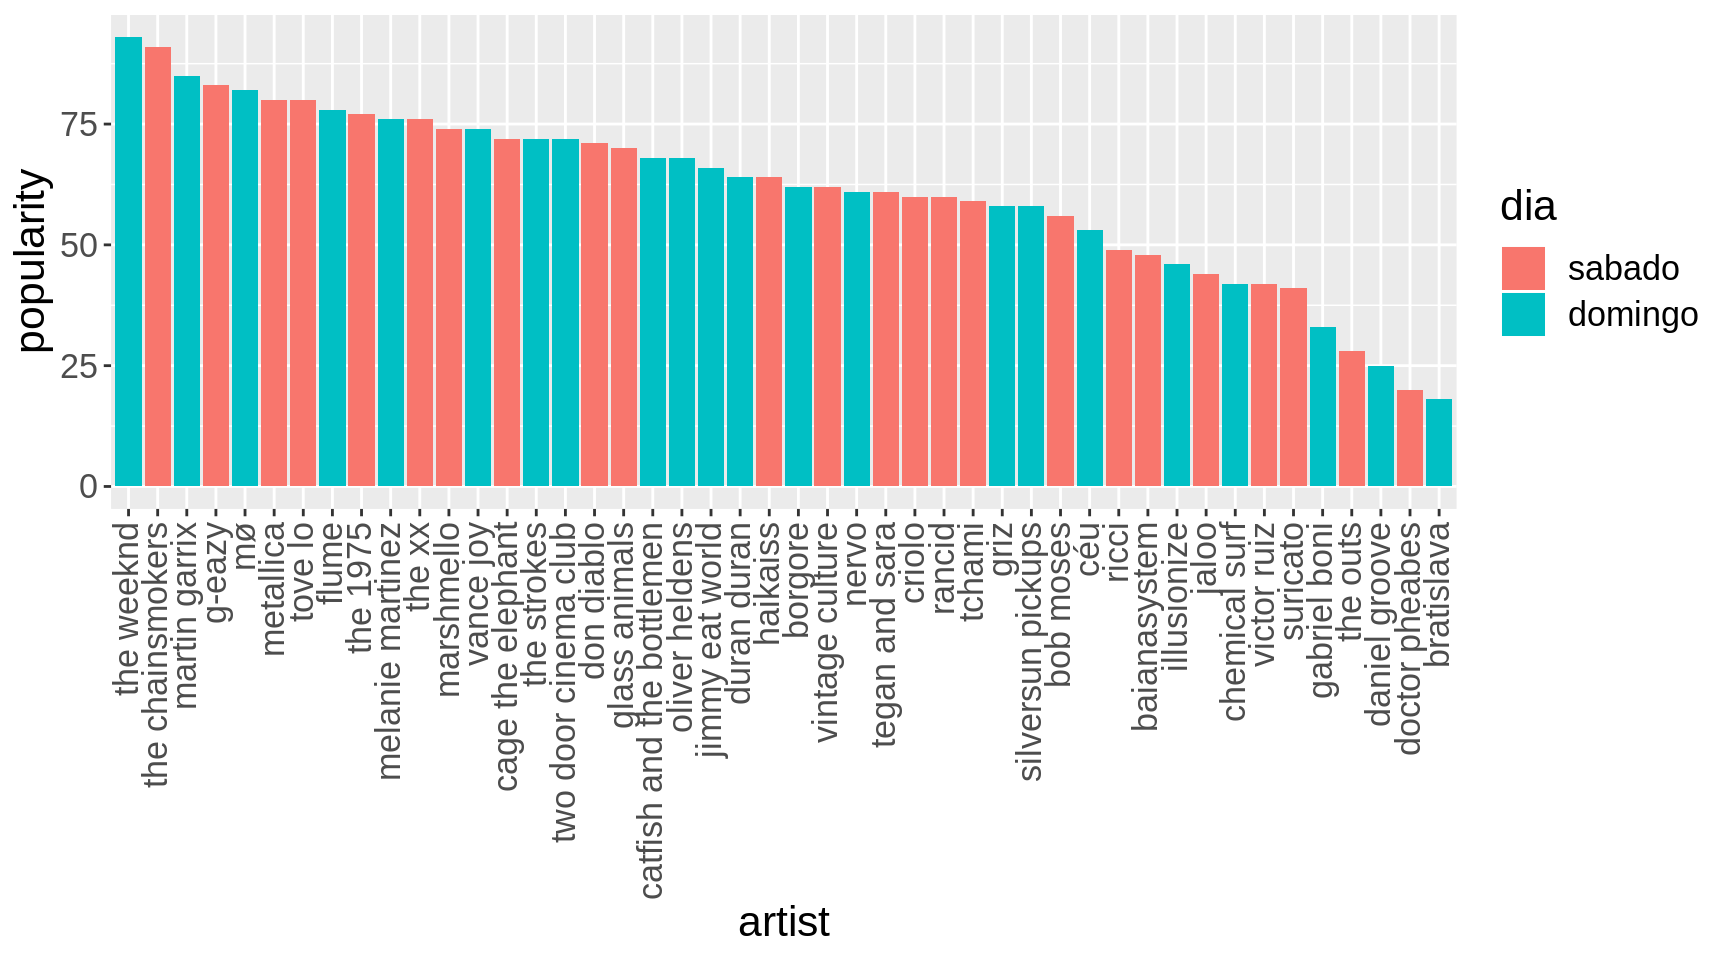 popularity
75
50
25
0
the weeknd
the chainsmokers
martin garrix
g-eazy
mø
metallica
tove lo
flume
the 1975
melanie martinez
the xx
marshmello
vance joy
cage the elephant
the strokes
two door cinema club
don diablo
glass animals
catfish and the bottlemen
oliver heldens
jimmy eat world
duran duran
haikaiss
borgore
vintage culture
nervo
tegan and sara
criolo
rancid
tchami
griz
silversun pickups
bob moses
céu
ricci
baianasystem
illusionize
jaloo
chemical surf
victor ruiz
suricato
gabriel boni
the outs
daniel groove
doctor pheabes
bratislava
artist
dia
sabado
domingo